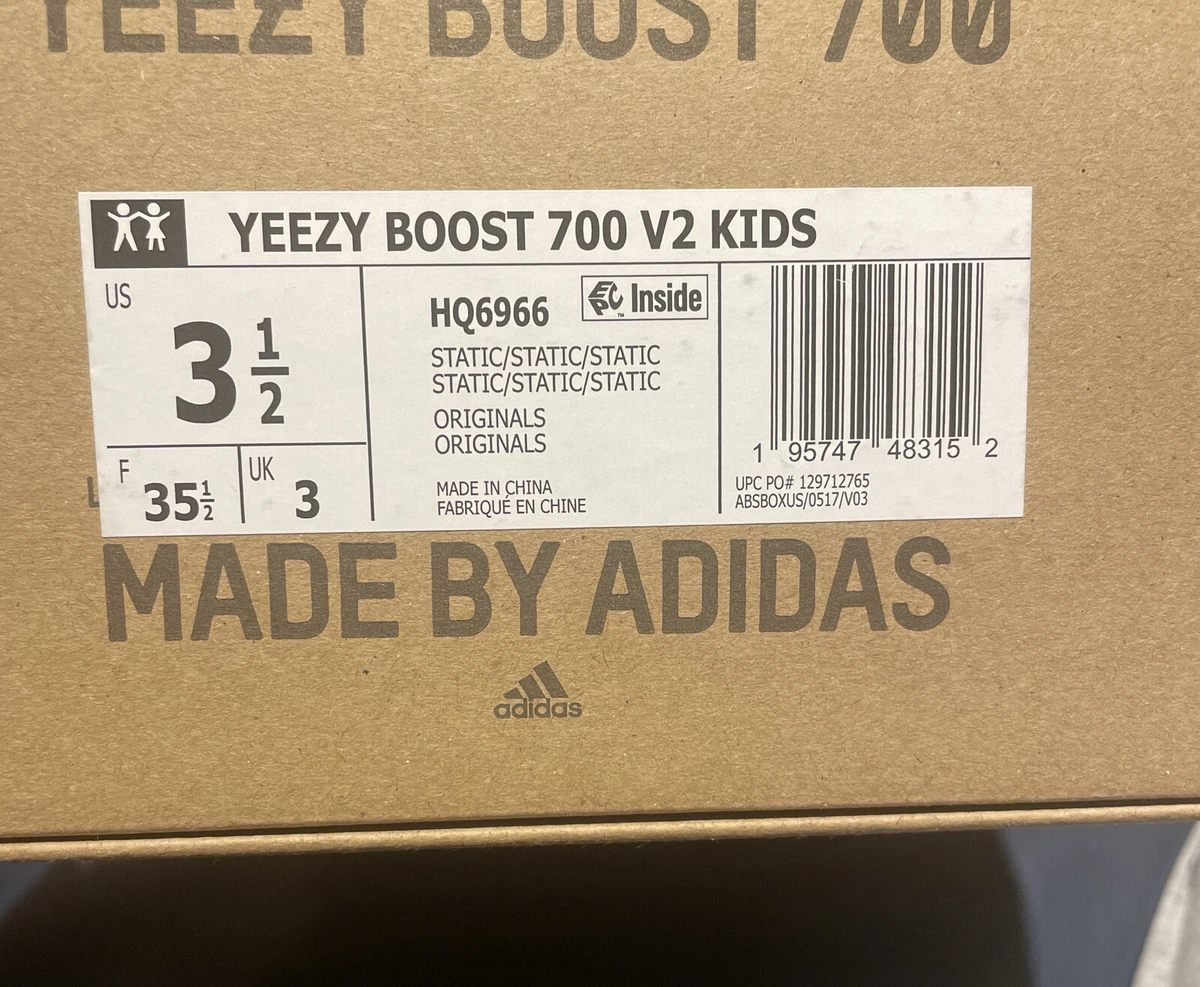 YEEZY BOOST 700
YEEZY BOOST 700 V2 KIDS
US
3 1/2
F
35 1/2
UK
3
HQ6966
EPC Inside
™
STATIC/STATIC/STATIC
STATIC/STATIC/STATIC
ORIGINALS
ORIGINALS
MADE IN CHINA
FABRIQUÉ EN CHINE
1 95747 48315 2
UPC PO# 129712765
ABSBOXUS/0517/V03
L
MADE BY ADIDAS
adidas